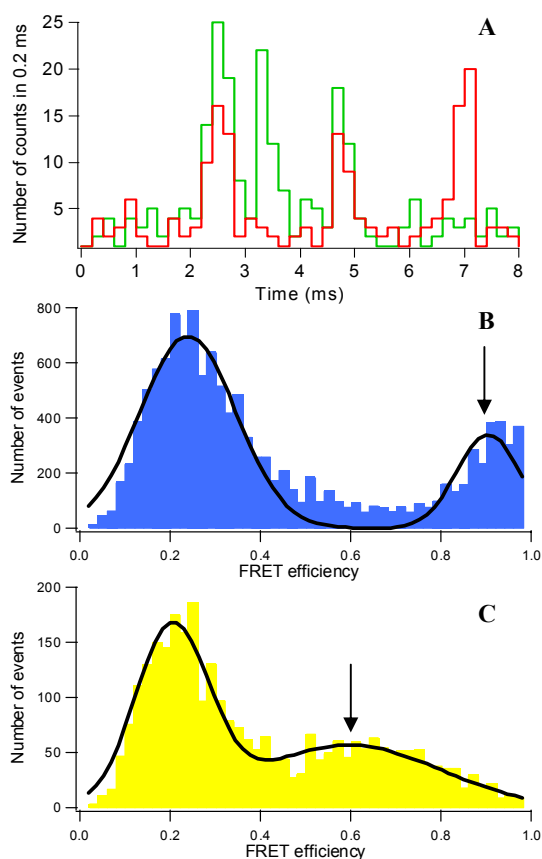 A
Number of counts in 0.2 ms
25
20
15
10
5
0 1 2 3 4 5 6 7 8
Time (ms)
B
Number of events
800
600
400
200
0
0.0 0.2 0.4 0.6 0.8 1.0
FRET efficiency
C
Number of events
200
150
100
50
0
0.0 0.2 0.4 0.6 0.8 1.0
FRET efficiency